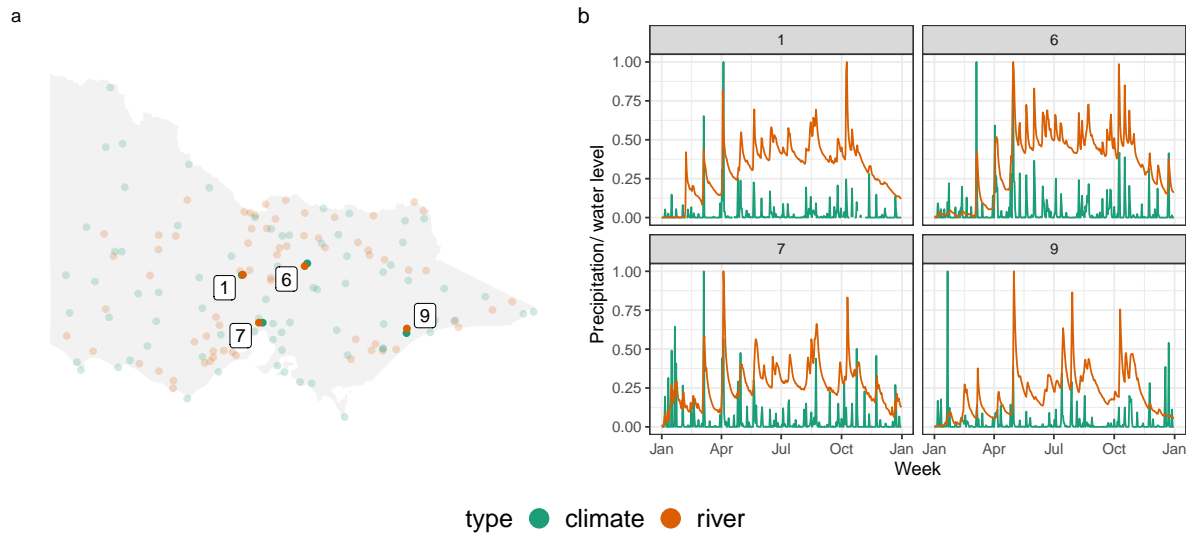 a
1
6
7
9
b
Precipitation/ water level
1
6
1.00
0.75
0.50
0.25
0.00
7
9
1.00
0.75
0.50
0.25
0.00
Jan Apr Jul Oct Jan
Jan Apr Jul Oct Jan
Week
type climate river